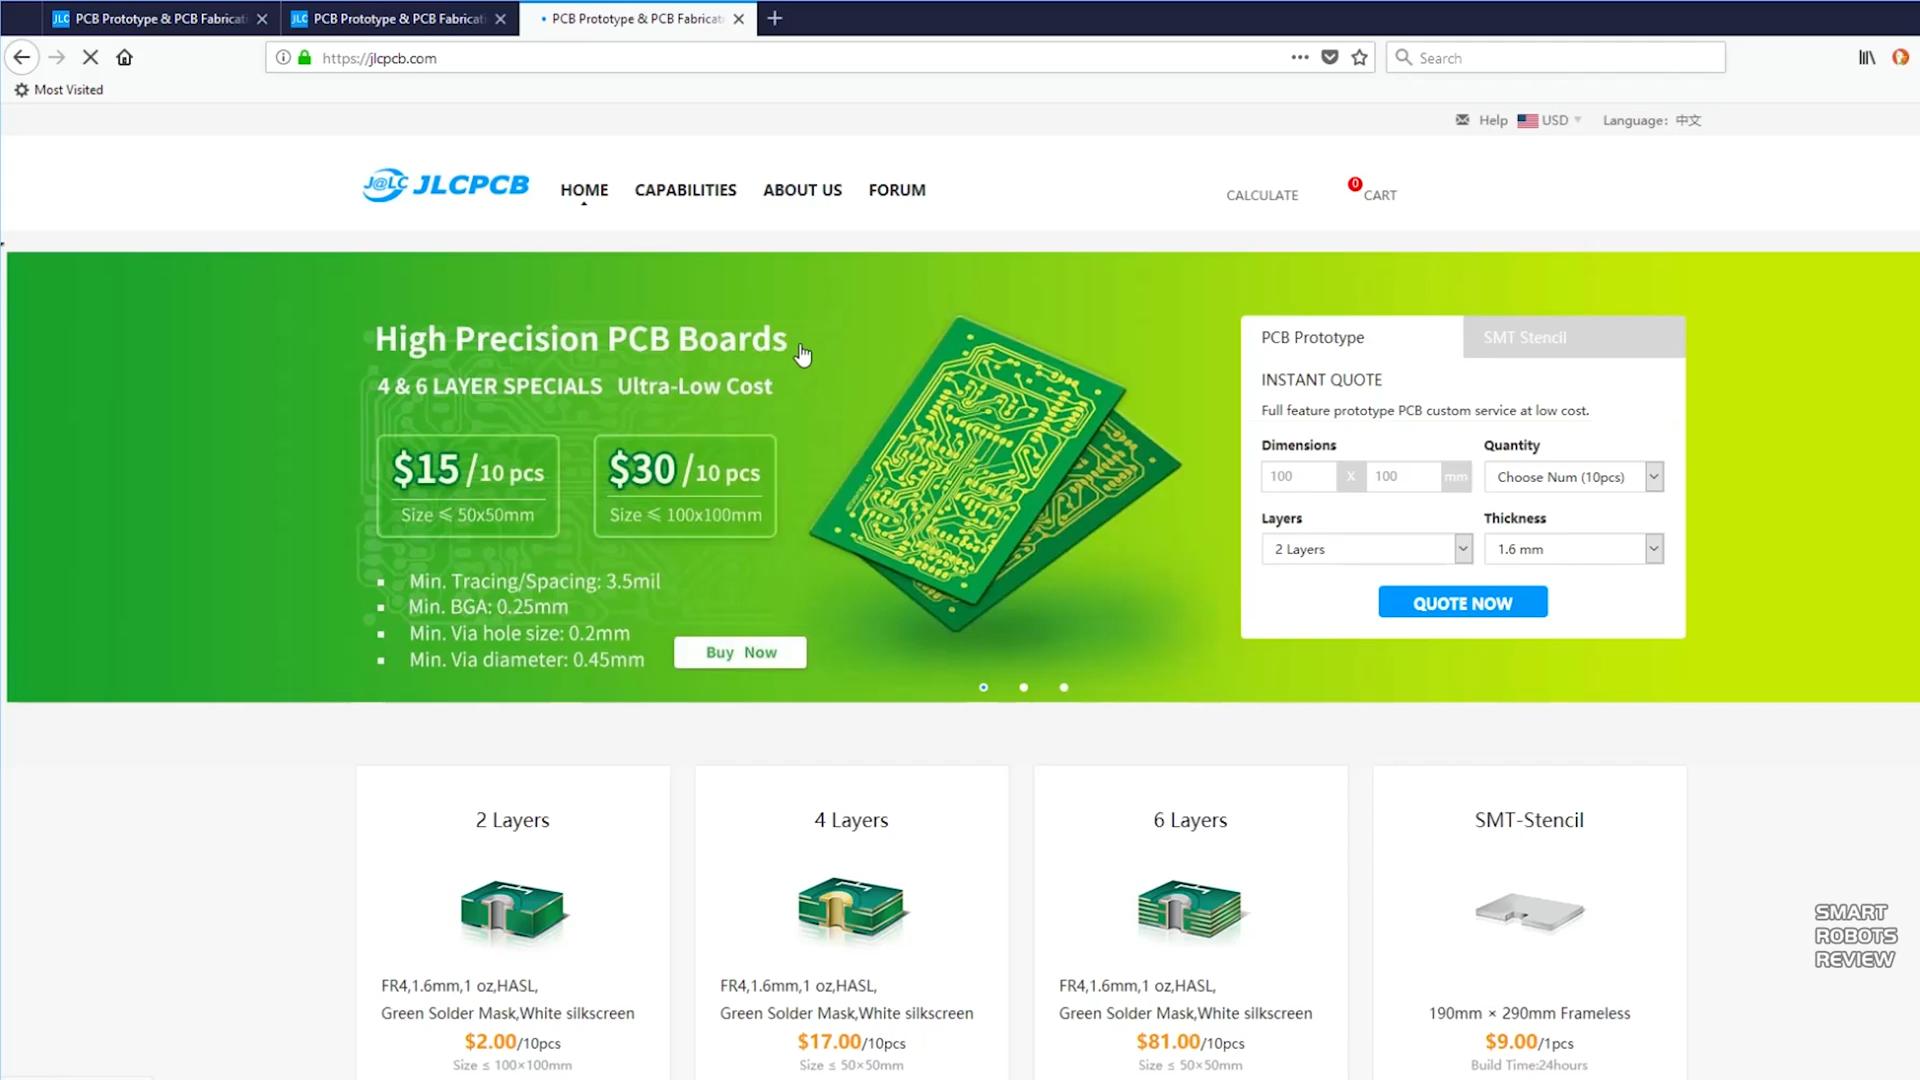 JLC PCB Prototype & PCB Fabricati
JLC PCB Prototype & PCB Fabricati
PCB Prototype & PCB Fabricati
https://jlcpcb.com
Search
Most Visited
Help
USD
Language: 中文
J@LC JLCPCB
HOME
CAPABILITIES
ABOUT US
FORUM
CALCULATE
0
CART
High Precision PCB Boards
4 & 6 LAYER SPECIALS Ultra-Low Cost
$15/10 pcs
Size ⩽ 50x50mm
$30/10 pcs
Size ⩽ 100x100mm
Min. Tracing/Spacing: 3.5mil
Min. BGA: 0.25mm
Min. Via hole size: 0.2mm
Min. Via diameter: 0.45mm
Buy Now
PCB Prototype
SMT Stencil
INSTANT QUOTE
Full feature prototype PCB custom service at low cost.
Dimensions
Quantity
100 X 100 mm
Choose Num (10pcs)
Layers
Thickness
2 Layers
1.6 mm
QUOTE NOW
2 Layers
FR4,1.6mm,1 oz,HASL,
Green Solder Mask,White silkscreen
$2.00/10pcs
Size ≤ 100×100mm
4 Layers
FR4,1.6mm,1 oz,HASL,
Green Solder Mask,White silkscreen
$17.00/10pcs
Size ≤ 50×50mm
6 Layers
FR4,1.6mm,1 oz,HASL,
Green Solder Mask,White silkscreen
$81.00/10pcs
Size ≤ 50×50mm
SMT-Stencil
190mm × 290mm Frameless
$9.00/1pcs
Build Time:24hours
SMART
ROBOTS
REVIEW